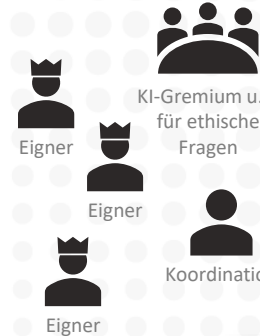 KI-Gremium u.
für ethische
Fragen
Eigner
Eigner
Koordinatio
Eigner